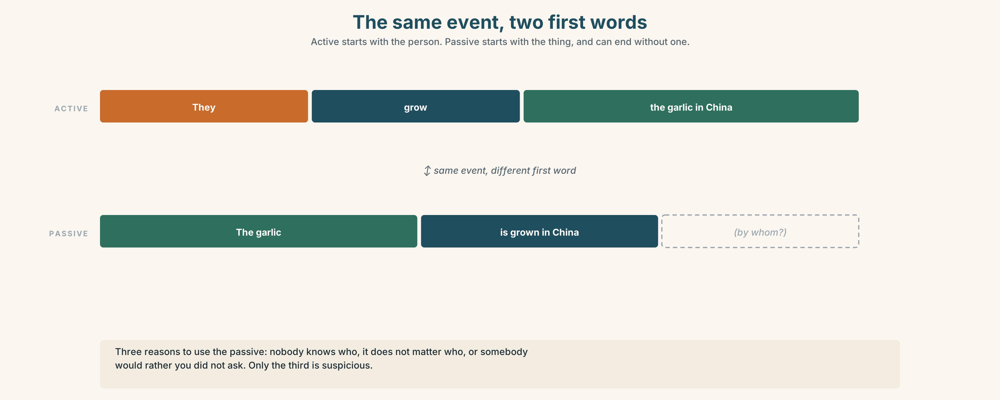 The same event, two first words
Active starts with the person. Passive starts with the thing, and can end without one.
ACTIVE
They
grow
the garlic in China
↕ same event, different first word
PASSIVE
The garlic
is grown in China
(by whom?)
Three reasons to use the passive: nobody knows who, it does not matter who, or somebody
would rather you did not ask. Only the third is suspicious.